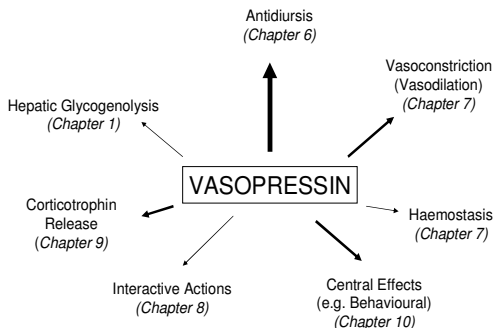 Antidiursis
(Chapter 6)
Vasoconstriction
(Vasodilation)
(Chapter 7)
Hepatic Glycogenolysis
(Chapter 1)
VASOPRESSIN
Corticotrophin
Release
(Chapter 9)
Haemostasis
(Chapter 7)
Interactive Actions
(Chapter 8)
Central Effects
(e.g. Behavioural)
(Chapter 10)